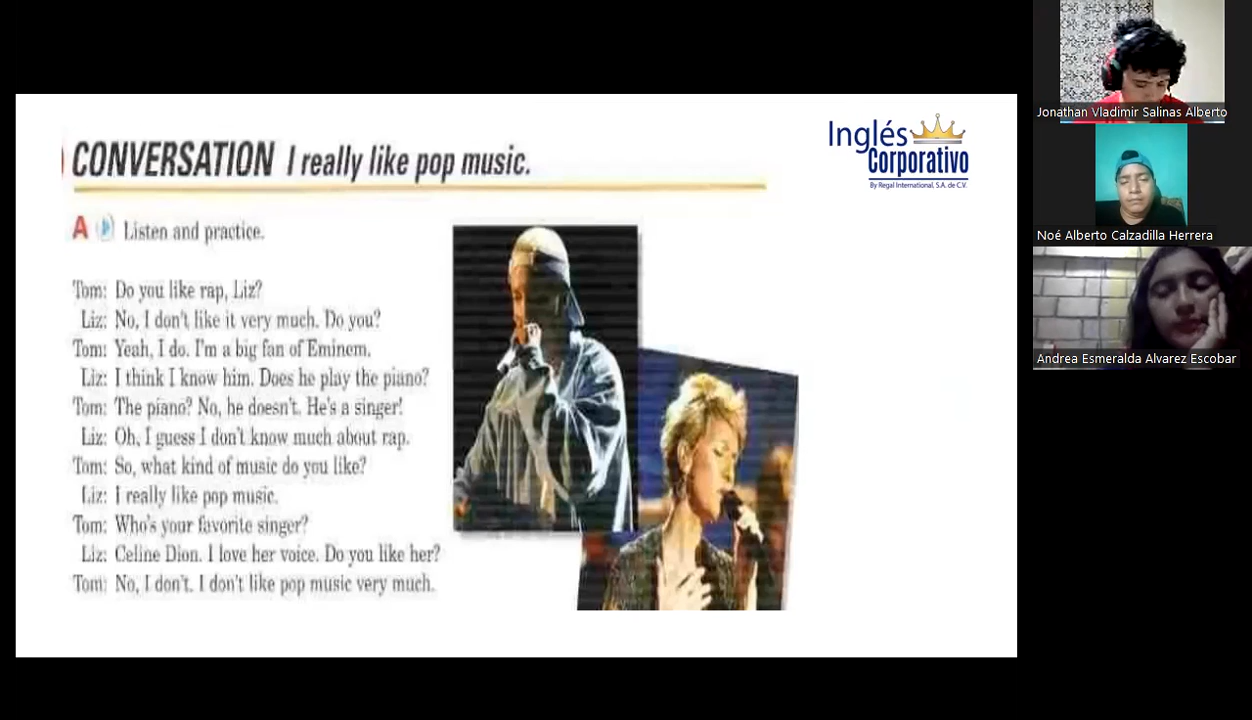 CONVERSATION I really like pop music.
Inglés
Corporativo
By Regal International, S.A. de C.V.
A Listen and practice.
Tom: Do you like rap, Liz?
Liz: No, I don't like it very much. Do you?
Tom: Yeah, I do. I'm a big fan of Eminem.
Liz: I think I know him. Does he play the piano?
Tom: The piano? No, he doesn't. He's a singer!
Liz: Oh, I guess I don't know much about rap.
Tom: So, what kind of music do you like?
Liz: I really like pop music.
Tom: Who's your favorite singer?
Liz: Celine Dion. I love her voice. Do you like her?
Tom: No, I don't. I don't like pop music very much.
Jonathan Vladimir Salinas Alberto
Noé Alberto Calzadilla Herrera
Andrea Esmeralda Alvarez Escobar